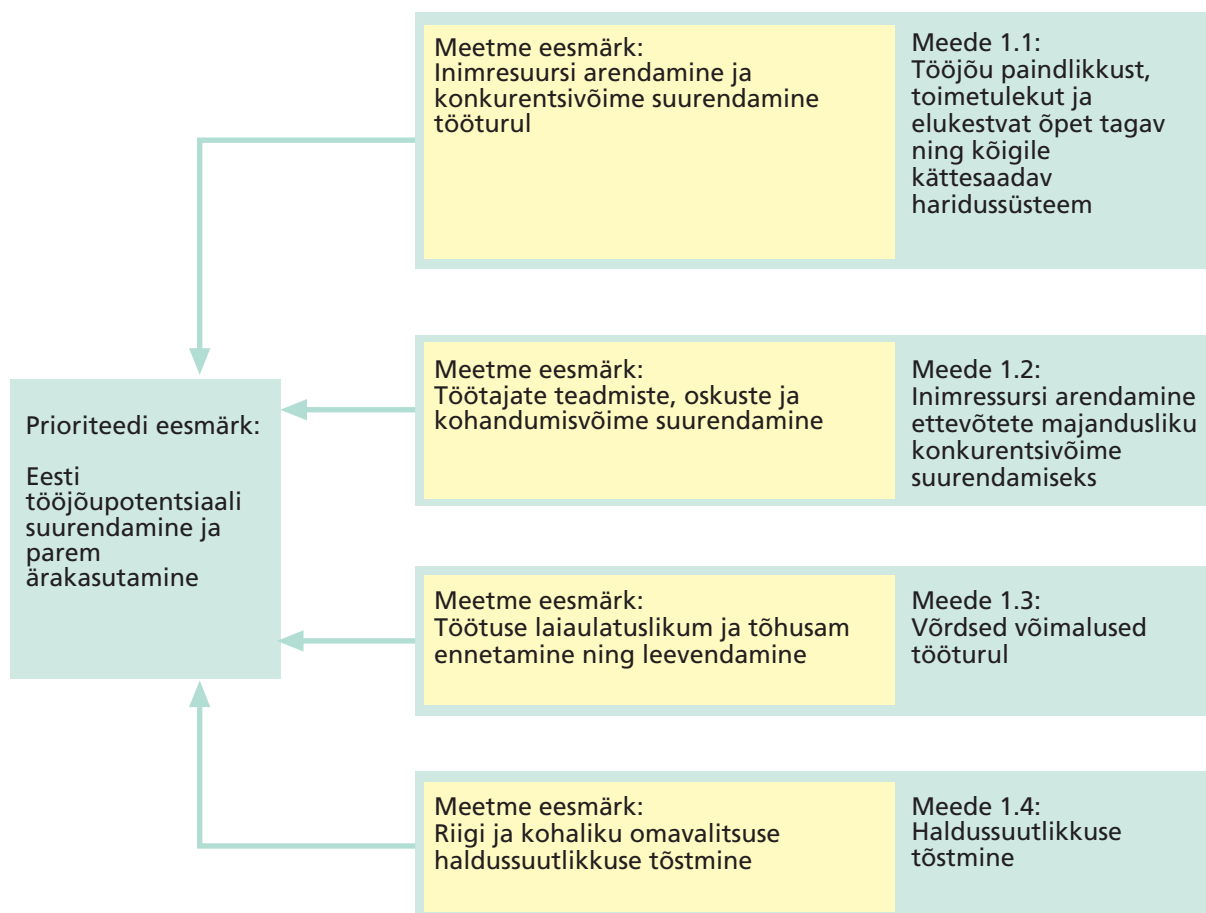 Meetme eesmärk:
Inimresuursi arendamine ja
konkurentsivõime suurendamine
tööturul
Meede 1.1:
Tööjõu paindlikkust,
toimetulekut ja
elukestvat õpet tagav
ning kõigile
kättesaadav
haridussüsteem
Prioriteedi eesmärk:
Eesti
tööjõupotentsiaali
suurendamine ja
parem
ärakasutamine
Meetme eesmärk:
Töötajate teadmiste, oskuste ja
kohandumisvõime suurendamine
Meede 1.2:
Inimressursi arendamine
ettevõtete majandusliku
konkurentsivõime
suurendamiseks
Meetme eesmärk:
Töötuse laiaulatuslikum ja tõhusam
ennetamine ning leevendamine
Meede 1.3:
Võrdsed võimalused
tööturul
Meetme eesmärk:
Riigi ja kohaliku omavalitsuse
haldussuutlikkuse tõstmine
Meede 1.4:
Haldussuutlikkuse
tõstmine